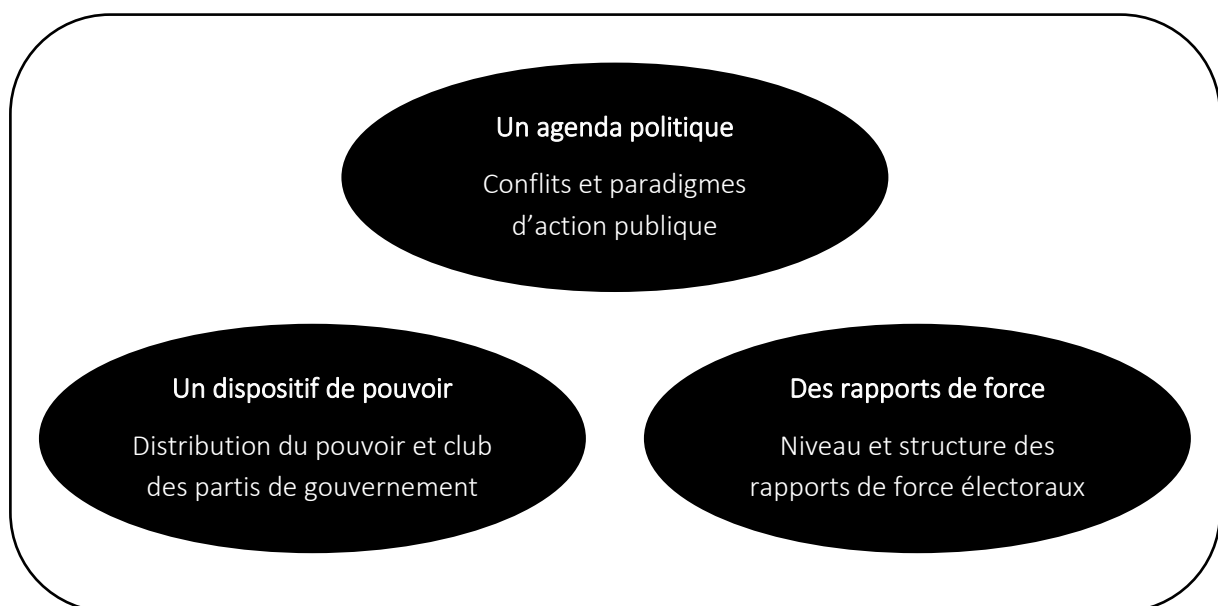 Un agenda politique
Conflits et paradigmes
d’action publique
Un dispositif de pouvoir
Distribution du pouvoir et club
des partis de gouvernement
Des rapports de force
Niveau et structure des
rapports de force électoraux